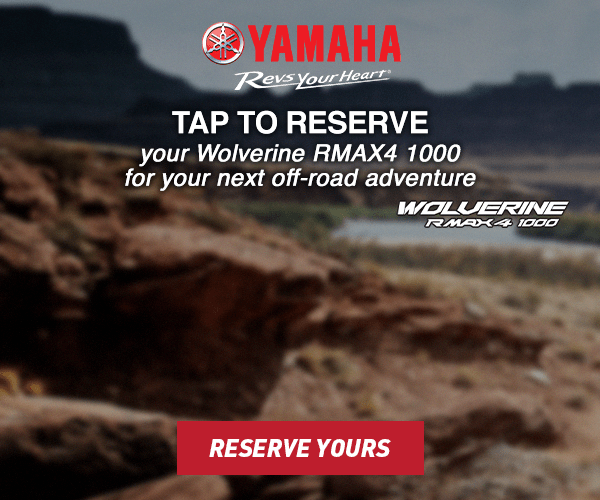 YAMAHA
Revs Your Heart
TAP TO RESERVE
your Wolverine RMAX4 1000
for your next off-road adventure
WOLVERINE
RMAX4 1000
RESERVE YOURS